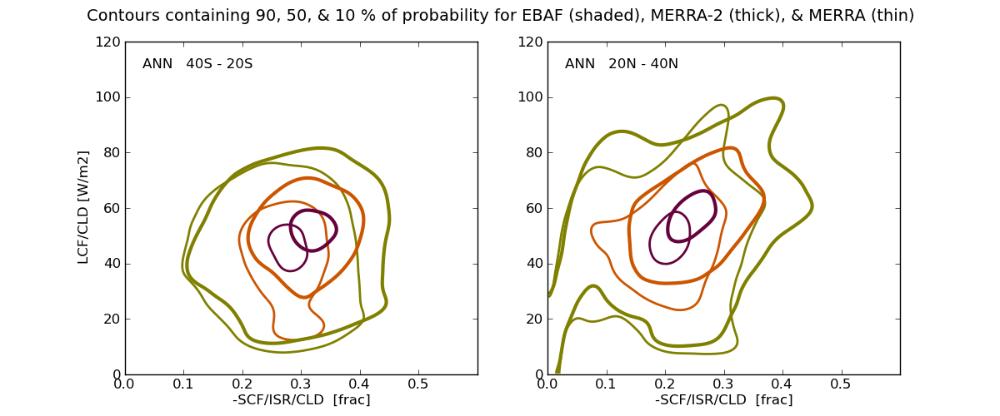 Contours containing 90, 50, & 10 % of probability for EBAF (shaded), MERRA-2 (thick), & MERRA (thin)
ANN 40S - 20S
120
100
80
60
40
20
0
LCF/CLD [W/m2]
0.0 0.1 0.2 0.3 0.4 0.5
-SCF/ISR/CLD [frac]
ANN 20N - 40N
120
100
80
60
40
20
0
0.0 0.1 0.2 0.3 0.4 0.5
-SCF/ISR/CLD [frac]